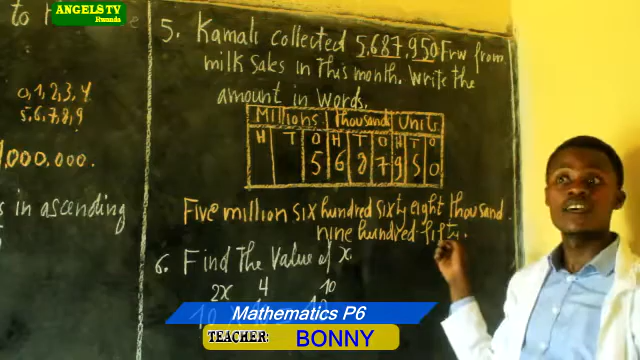 ANGELS TV
Rwanda
to
0,1,2,3,4
5,6,7,8,9
,000,000.
s in ascending
5. Kamali collected 5,687,950 Frw from
milk sales in this month. Write the
amount in words.
Millions Thousands Units
H T O H T O H T O
5 6 8 7 9 5 0
Five million six hundred sixty eight thousand
nine hundred fifty.
6. Find the value of x.
2x 4 10
10
Mathematics P6
TEACHER: BONNY